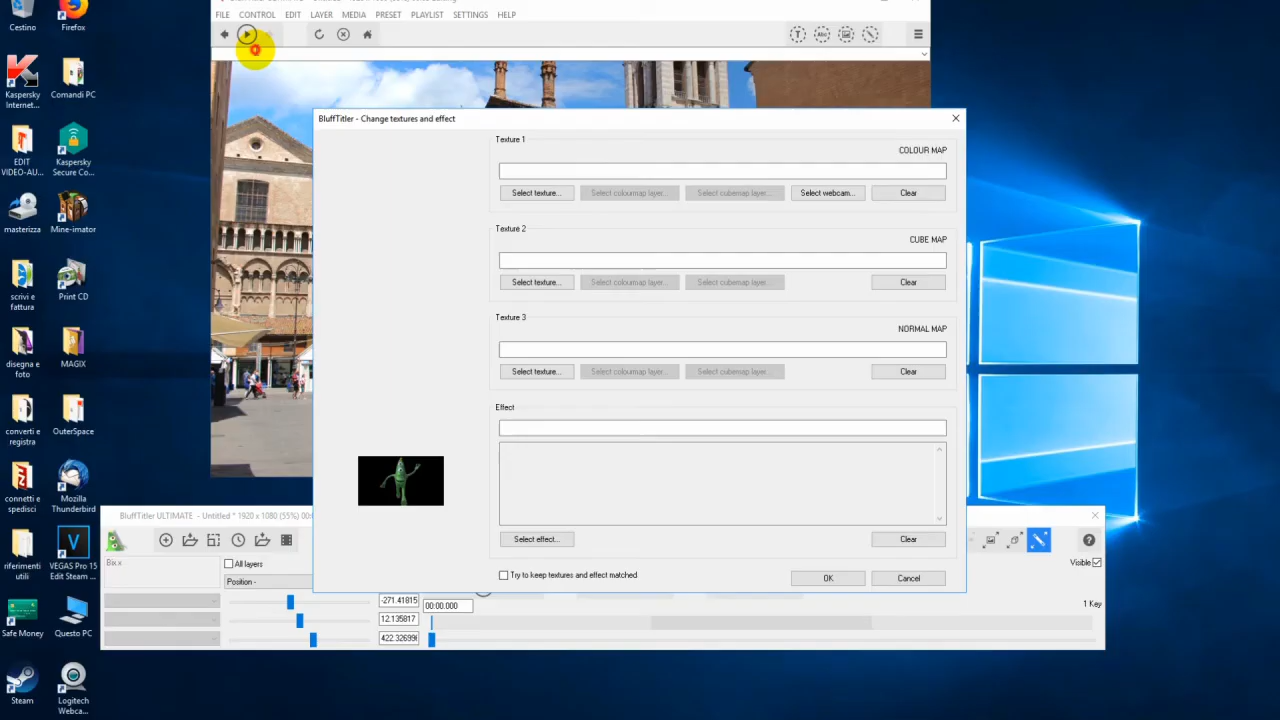 Cestino
Firefox
Kaspersky
Internet...
Comandi PC
EDIT
VIDEO-AU...
Kaspersky
Secure Co...
masterizza
Mine-imator
scrivi e
fattura
Print CD
disegna e
foto
MAGIX
converti e
registra
OuterSpace
connetti e
spedisci
Mozilla
Thunderbird
riferimenti
utili
VEGAS Pro 15
Edit Steam ...
Safe Money
Questo PC
Steam
Logitech
Webca...
FILE CONTROL EDIT LAYER MEDIA PRESET PLAYLIST SETTINGS HELP
T Abc
BluffTitler - Change textures and effect
Texture 1
COLOUR MAP
Select texture... Select colourmap layer... Select cubemap layer... Select webcam... Clear
Texture 2
CUBE MAP
Select texture... Select colourmap layer... Select cubemap layer... Clear
Texture 3
NORMAL MAP
Select texture... Select colourmap layer... Select cubemap layer... Clear
Effect
Select effect... Clear
Try to keep textures and effect matched
OK Cancel
BluffTitler ULTIMATE - Untitled * 1920 x 1080 (55%) 00:
?
Bix x
All layers
Visible
Position -
-271.41815
00:00.000
1 Key
12.135817
422.32699